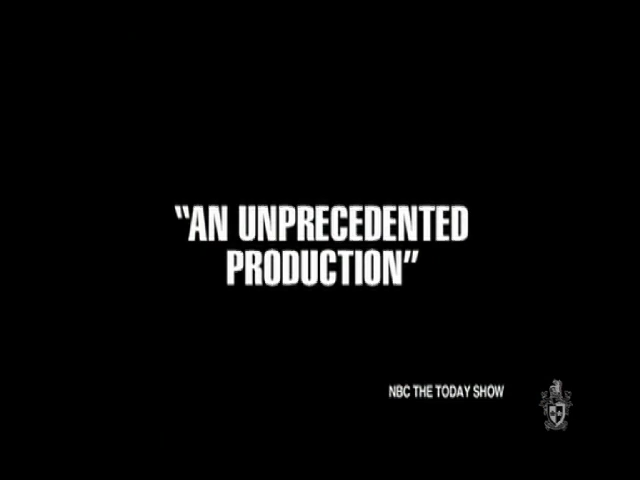 “AN UNPRECEDENTED
PRODUCTION”
NBC THE TODAY SHOW